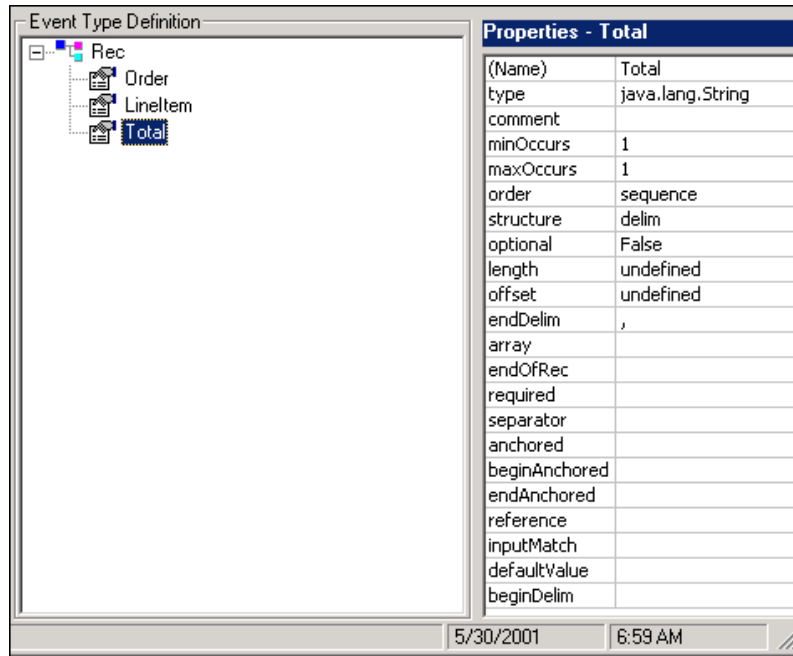 Event Type Definition
Rec
Order
LineItem
Total
Properties - Total
(Name) Total
type java.lang.String
comment
minOccurs 1
maxOccurs 1
order sequence
structure delim
optional False
length undefined
offset undefined
endDelim ,
array
endOfRec
required
separator
anchored
beginAnchored
endAnchored
reference
inputMatch
defaultValue
beginDelim
5/30/2001 6:59 AM